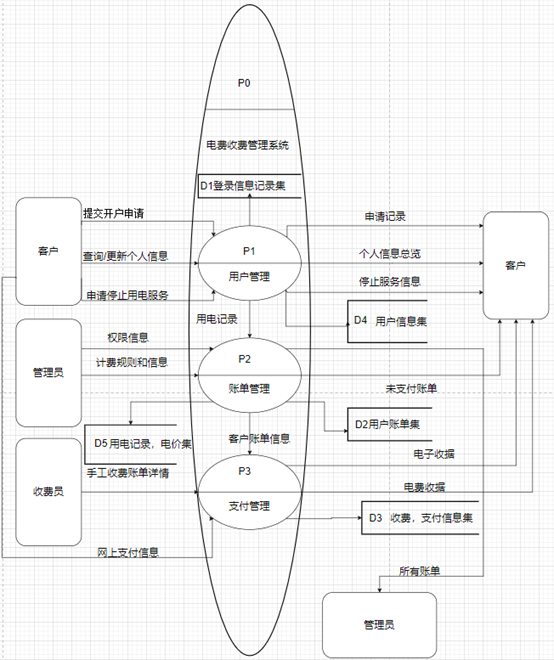 P0
电费收费管理系统
D1登录信息记录集
提交开户申请
申请记录
客户
查询/更新个人信息
P1
用户管理
个人信息总览
客户
申请停止用电服务
停止服务信息
用电记录
D4 用户信息集
权限信息
管理员
计费规则和信息
P2
账单管理
未支付账单
D2用户账单集
D5用电记录，电价集
客户账单信息
电子收据
手工收费账单详情
收费员
P3
支付管理
电费收据
D3 收费，支付信息集
网上支付信息
所有账单
管理员